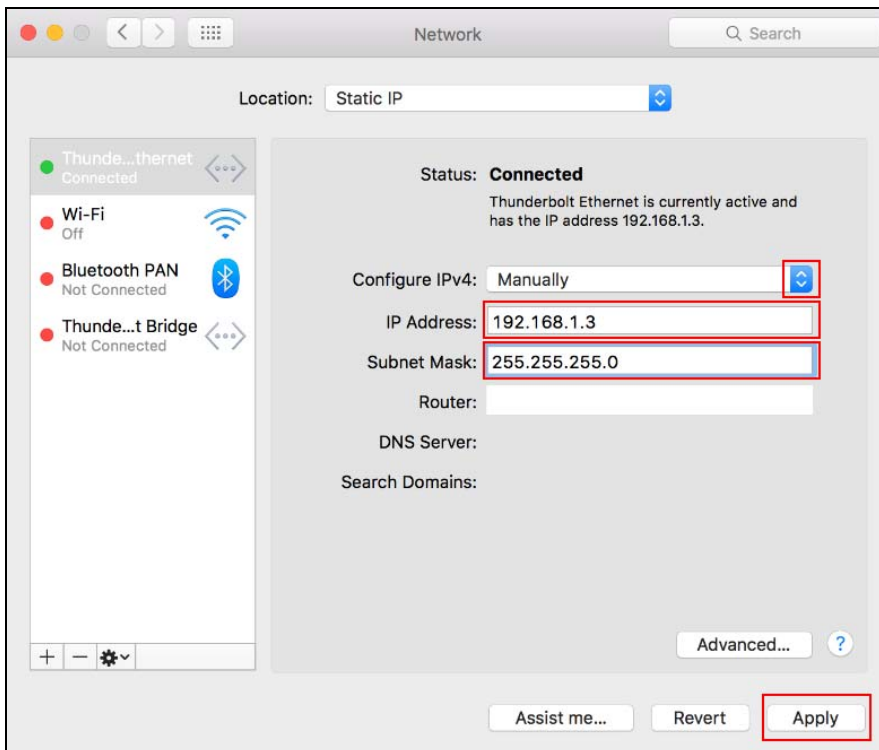 Network
Search
Location: Static IP
Thunde...thernet
Connected
Wi-Fi
Off
Bluetooth PAN
Not Connected
Thunde...t Bridge
Not Connected
Status: Connected
Thunderbolt Ethernet is currently active and
has the IP address 192.168.1.3.
Configure IPv4: Manually
IP Address: 192.168.1.3
Subnet Mask: 255.255.255.0
Router:
DNS Server:
Search Domains:
Advanced... ?
Assist me... Revert Apply